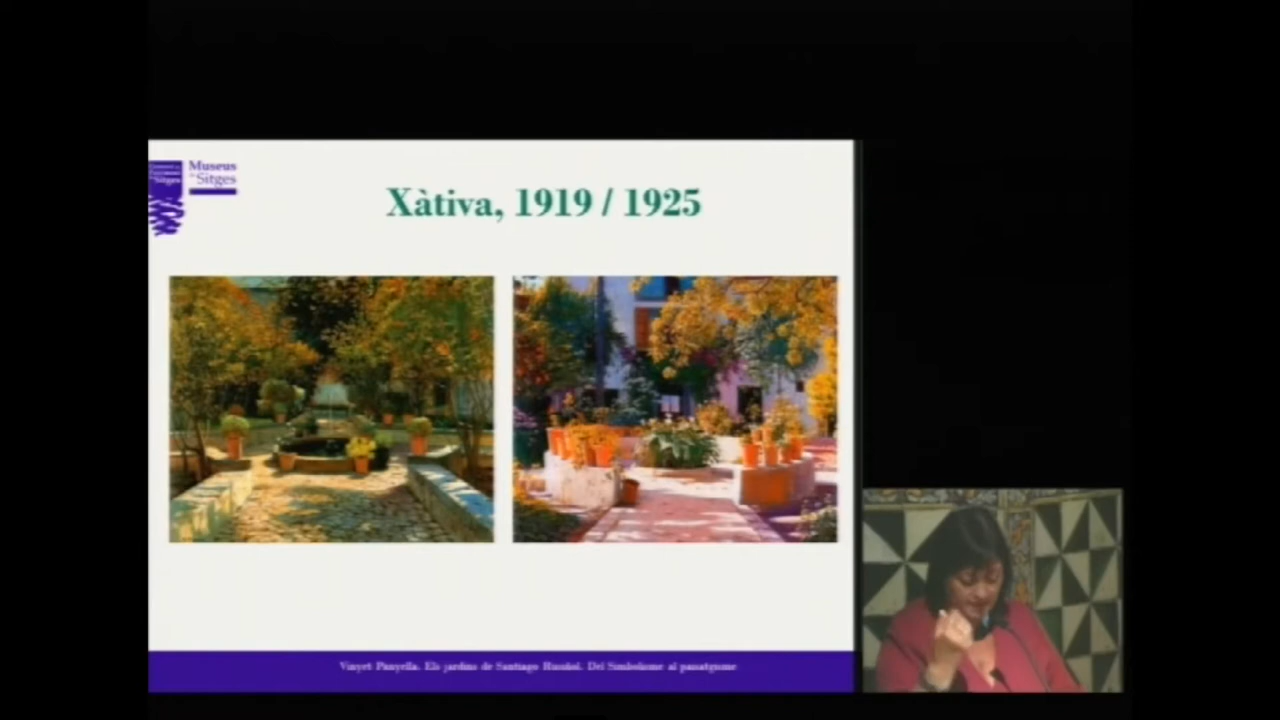 Museus
de Sitges
Xàtiva, 1919 / 1925
Vinyet Panyella. Els jardins de Santiago Rusiñol. Del Simbolisme al paisatgisme